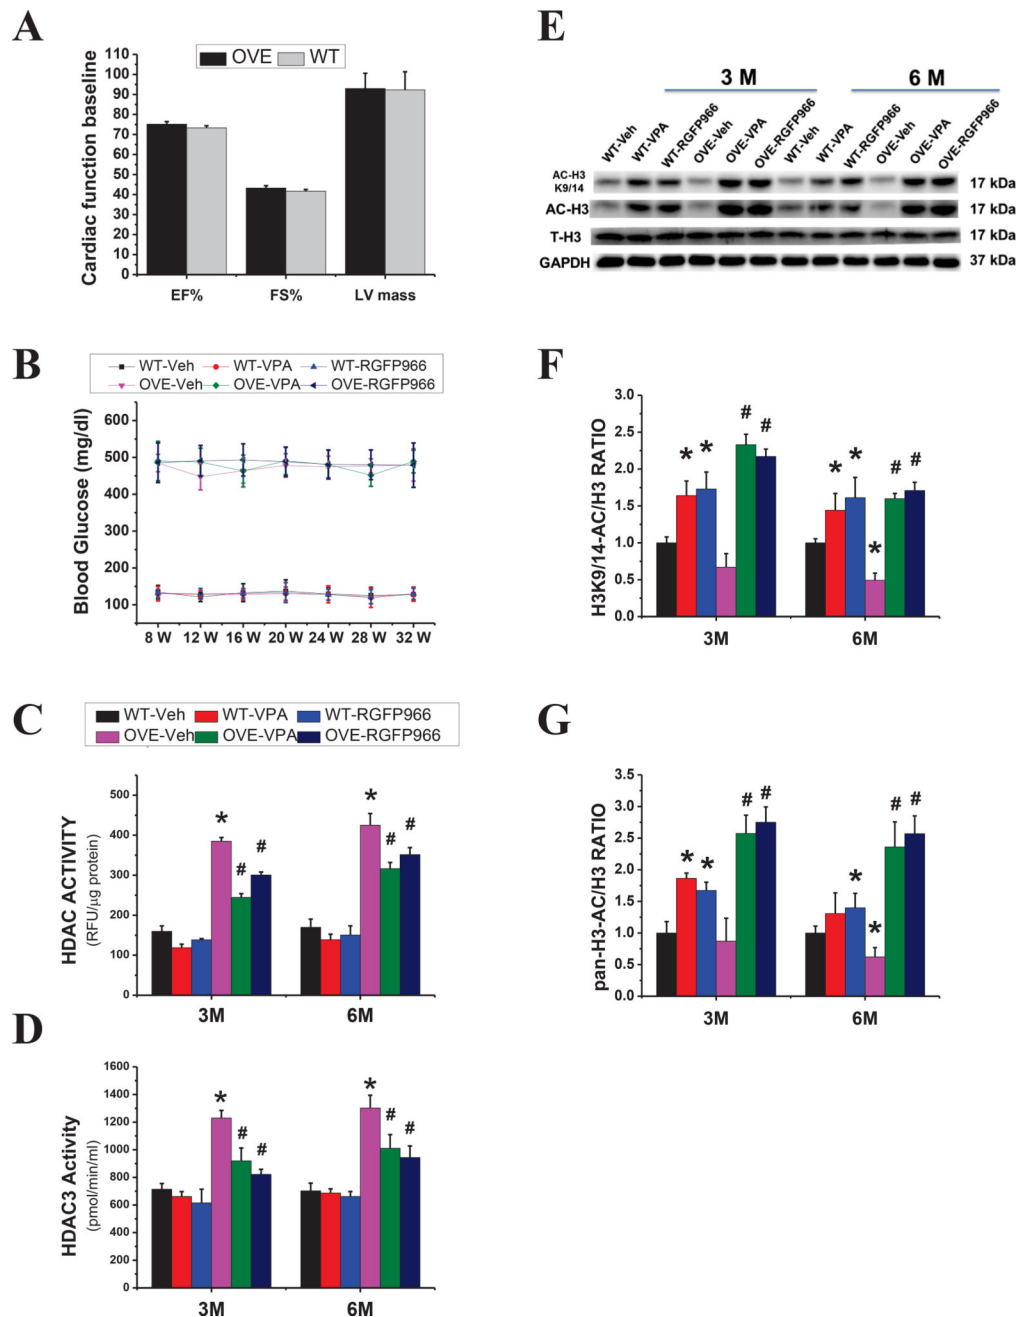 A
OVE WT
Cardiac function baseline
110
100
90
80
70
60
50
40
30
20
10
0
EF% FS% LV mass
B
WT-Veh WT-VPA WT-RGFP966
OVE-Veh OVE-VPA OVE-RGFP966
Blood Glucose (mg/dl)
600
500
400
300
200
100
8 W 12 W 16 W 20 W 24 W 28 W 32 W
C
WT-Veh WT-VPA WT-RGFP966
OVE-Veh OVE-VPA OVE-RGFP966
HDAC ACTIVITY
(RFU/µg protein)
500
400
300
200
100
0
* # # * # #
3M 6M
D
HDAC3 Activity
(pmol/min/ml)
1600
1400
1200
1000
800
600
400
200
0
* # # * # #
3M 6M
E
3 M 6 M
WT-Veh WT-VPA WT-RGFP966 OVE-Veh OVE-VPA OVE-RGFP966 WT-Veh WT-VPA WT-RGFP966 OVE-Veh OVE-VPA OVE-RGFP966
AC-H3
K9/14 17 kDa
AC-H3 17 kDa
T-H3 17 kDa
GAPDH 37 kDa
F
H3K9/14-AC/H3 RATIO
3.0
2.5
2.0
1.5
1.0
0.5
0.0
* * # # * * * # #
3M 6M
G
pan-H3-AC/H3 RATIO
3.5
3.0
2.5
2.0
1.5
1.0
0.5
0.0
* * # # * * # #
3M 6M